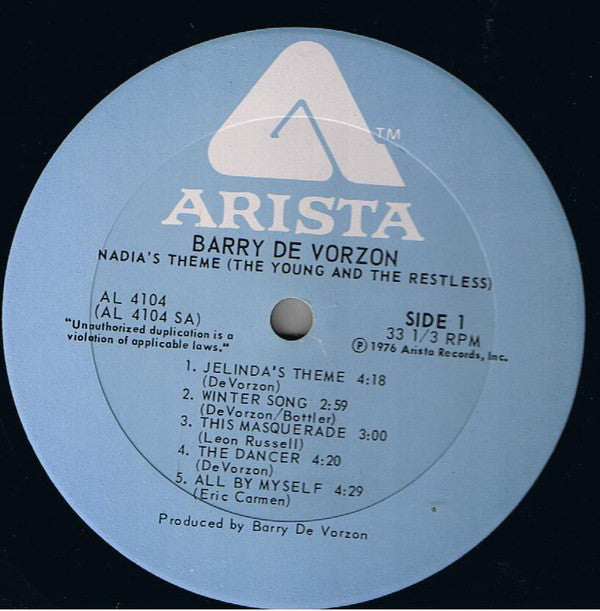 TM
ARISTA
BARRY DE VORZON
NADIA'S THEME (THE YOUNG AND THE RESTLESS)
AL 4104
(AL 4104 SA)
"Unauthorized duplication is a
violation of applicable laws."
SIDE 1
33 1/3 RPM
Ⓟ 1976 Arista Records, Inc.
1. JELINDA'S THEME 4:18
(DeVorzon)
2. WINTER SONG 2:59
(DeVorzon/Bottler)
3. THIS MASQUERADE 3:00
(Leon Russell)
4. THE DANCER 4:20
(DeVorzon)
5. ALL BY MYSELF 4:29
(Eric Carmen)
Produced by Barry De Vorzon